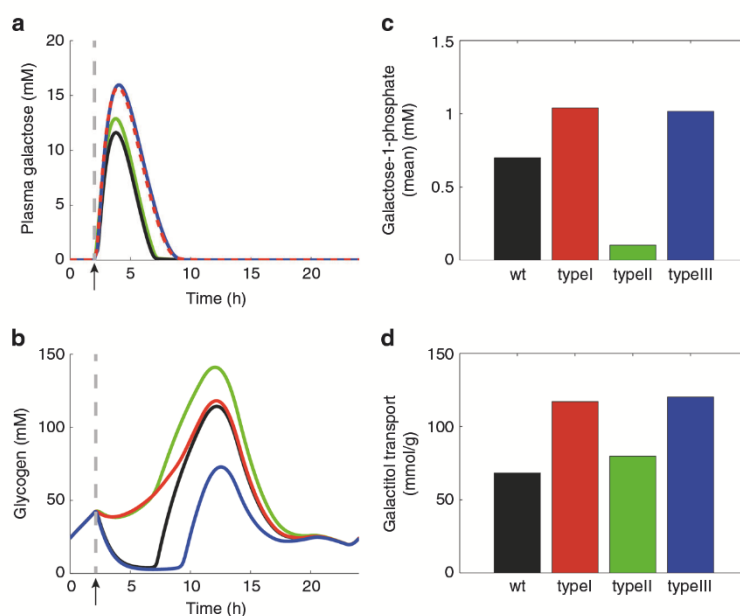 a
20
15
10
5
0
Plasma galactose (mM)
0 5 10 15 20
Time (h)
b
150
100
50
0
Glycogen (mM)
0 5 10 15 20
Time (h)
c
1.5
1
0.5
0
Galactose-1-phosphate
(mean) (mM)
wt typeI typeII typeIII
d
150
100
50
0
Galactitol transport
(mmol/g)
wt typeI typeII typeIII